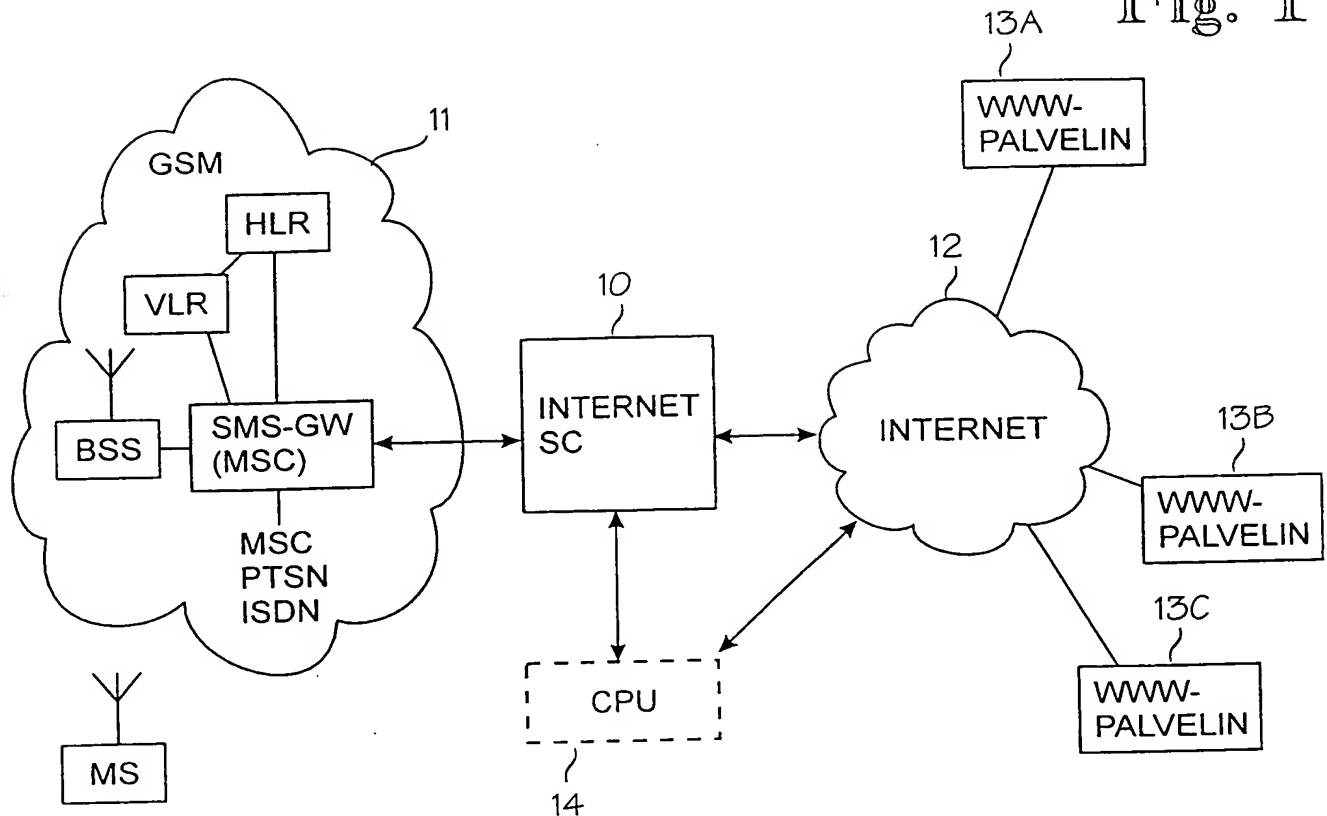 Fig. 1
13A
WWW-
PALVELIN
11
GSM
HLR
VLR
12
10
INTERNET
SC
INTERNET
SMS-GW
(MSC)
BSS
13B
WWW-
PALVELIN
MSC
PTSN
ISDN
13C
WWW-
PALVELIN
CPU
14
MS